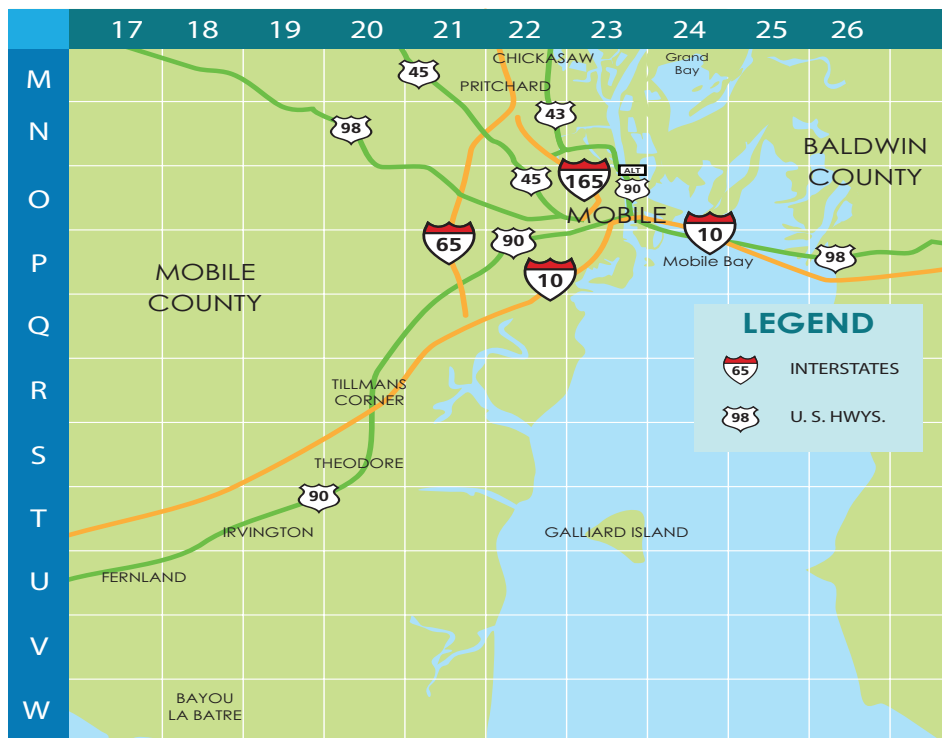 17 18 19 20 21 22 23 24 25 26
M
N
O
P
Q
R
S
T
U
V
W
CHICKASAW
Grand
Bay
45
PRITCHARD
43
98
BALDWIN
COUNTY
165
ALT
90
45
MOBILE
65
90
10
Mobile Bay
98
10
MOBILE
COUNTY
LEGEND
65 INTERSTATES
98 U. S. HWYS.
TILLMANS
CORNER
THEODORE
90
IRVINGTON
GALLIARD ISLAND
FERNLAND
BAYOU
LA BATRE